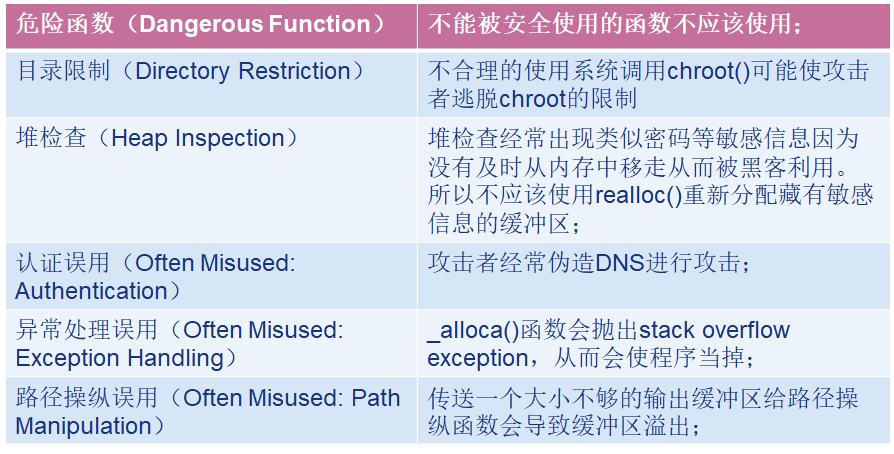 危险函数（Dangerous Function）
不能被安全使用的函数不应该使用；
目录限制（Directory Restriction）
不合理的使用系统调用chroot()可能使攻击
者逃脱chroot的限制
堆检查（Heap Inspection）
堆检查经常出现类似密码等敏感信息因为
没有及时从内存中移走从而被黑客利用。
所以不应该使用realloc()重新分配藏有敏感
信息的缓冲区；
认证误用（Often Misused:
Authentication）
攻击者经常伪造DNS进行攻击；
异常处理误用（Often Misused:
Exception Handling）
_alloca()函数会抛出stack overflow
exception，从而会使程序当掉；
路径操纵误用（Often Misused: Path
Manipulation）
传送一个大小不够的输出缓冲区给路径操
纵函数会导致缓冲区溢出；